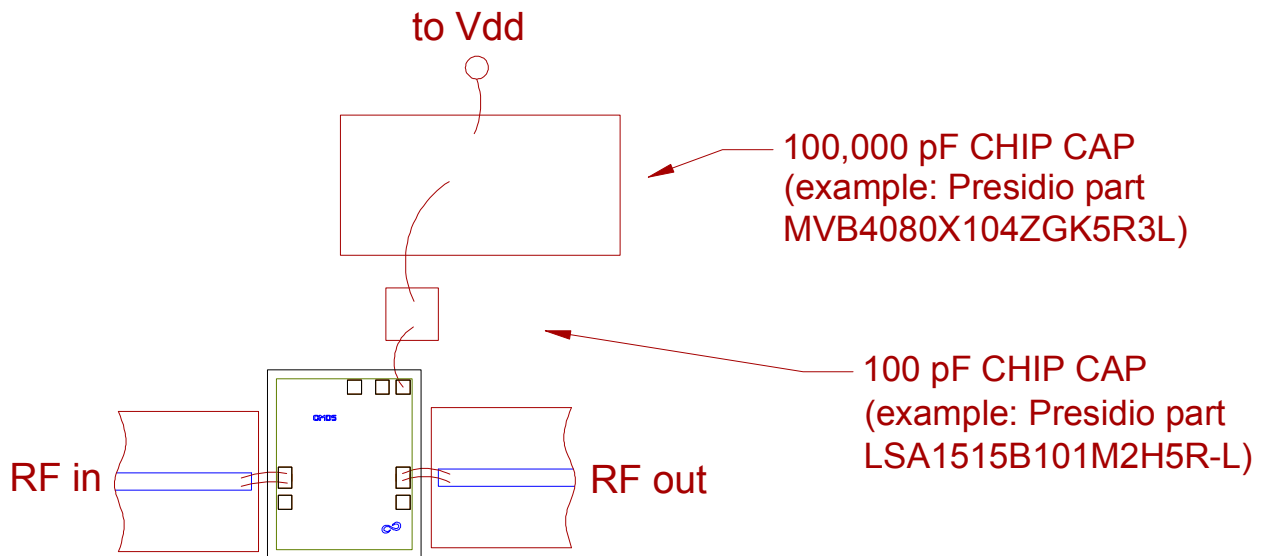 to Vdd
100,000 pF CHIP CAP
(example: Presidio part
MVB4080X104ZGK5R3L)
100 pF CHIP CAP
(example: Presidio part
LSA1515B101M2H5R-L)
RF in
RF out